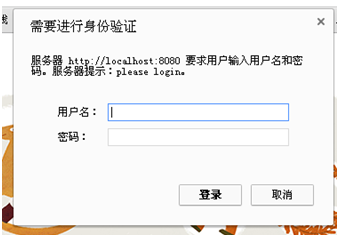 需要进行身份验证
服务器 http://localhost:8080 要求用户输入用户名和密
码。服务器提示：please login。
用户名：
密码：
登录 取消